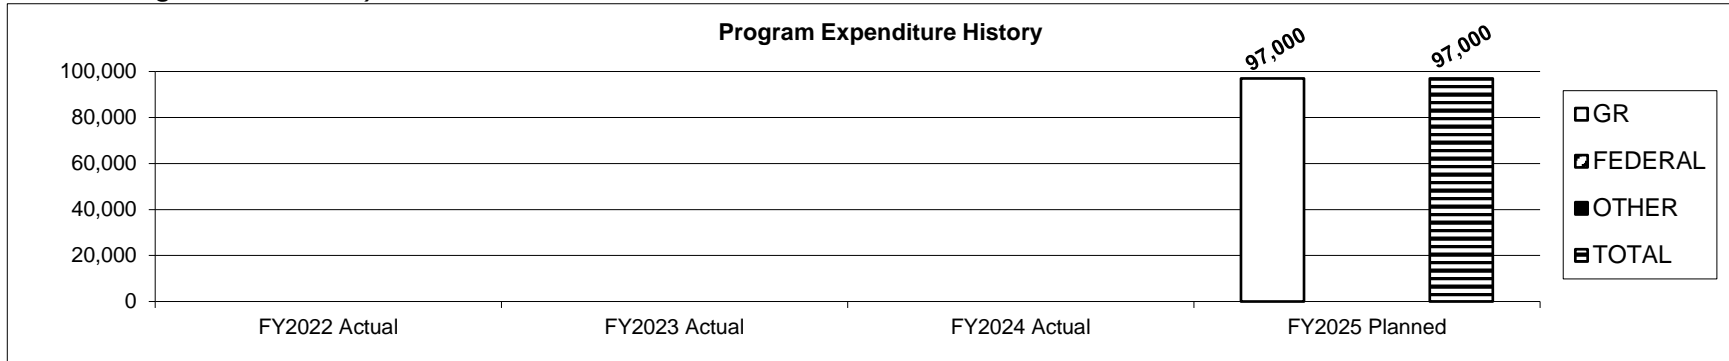 Program Expenditure History
97,000
97,000
100,000
80,000
60,000
40,000
20,000
0
FY2022 Actual
FY2023 Actual
FY2024 Actual
FY2025 Planned
GR
FEDERAL
OTHER
TOTAL